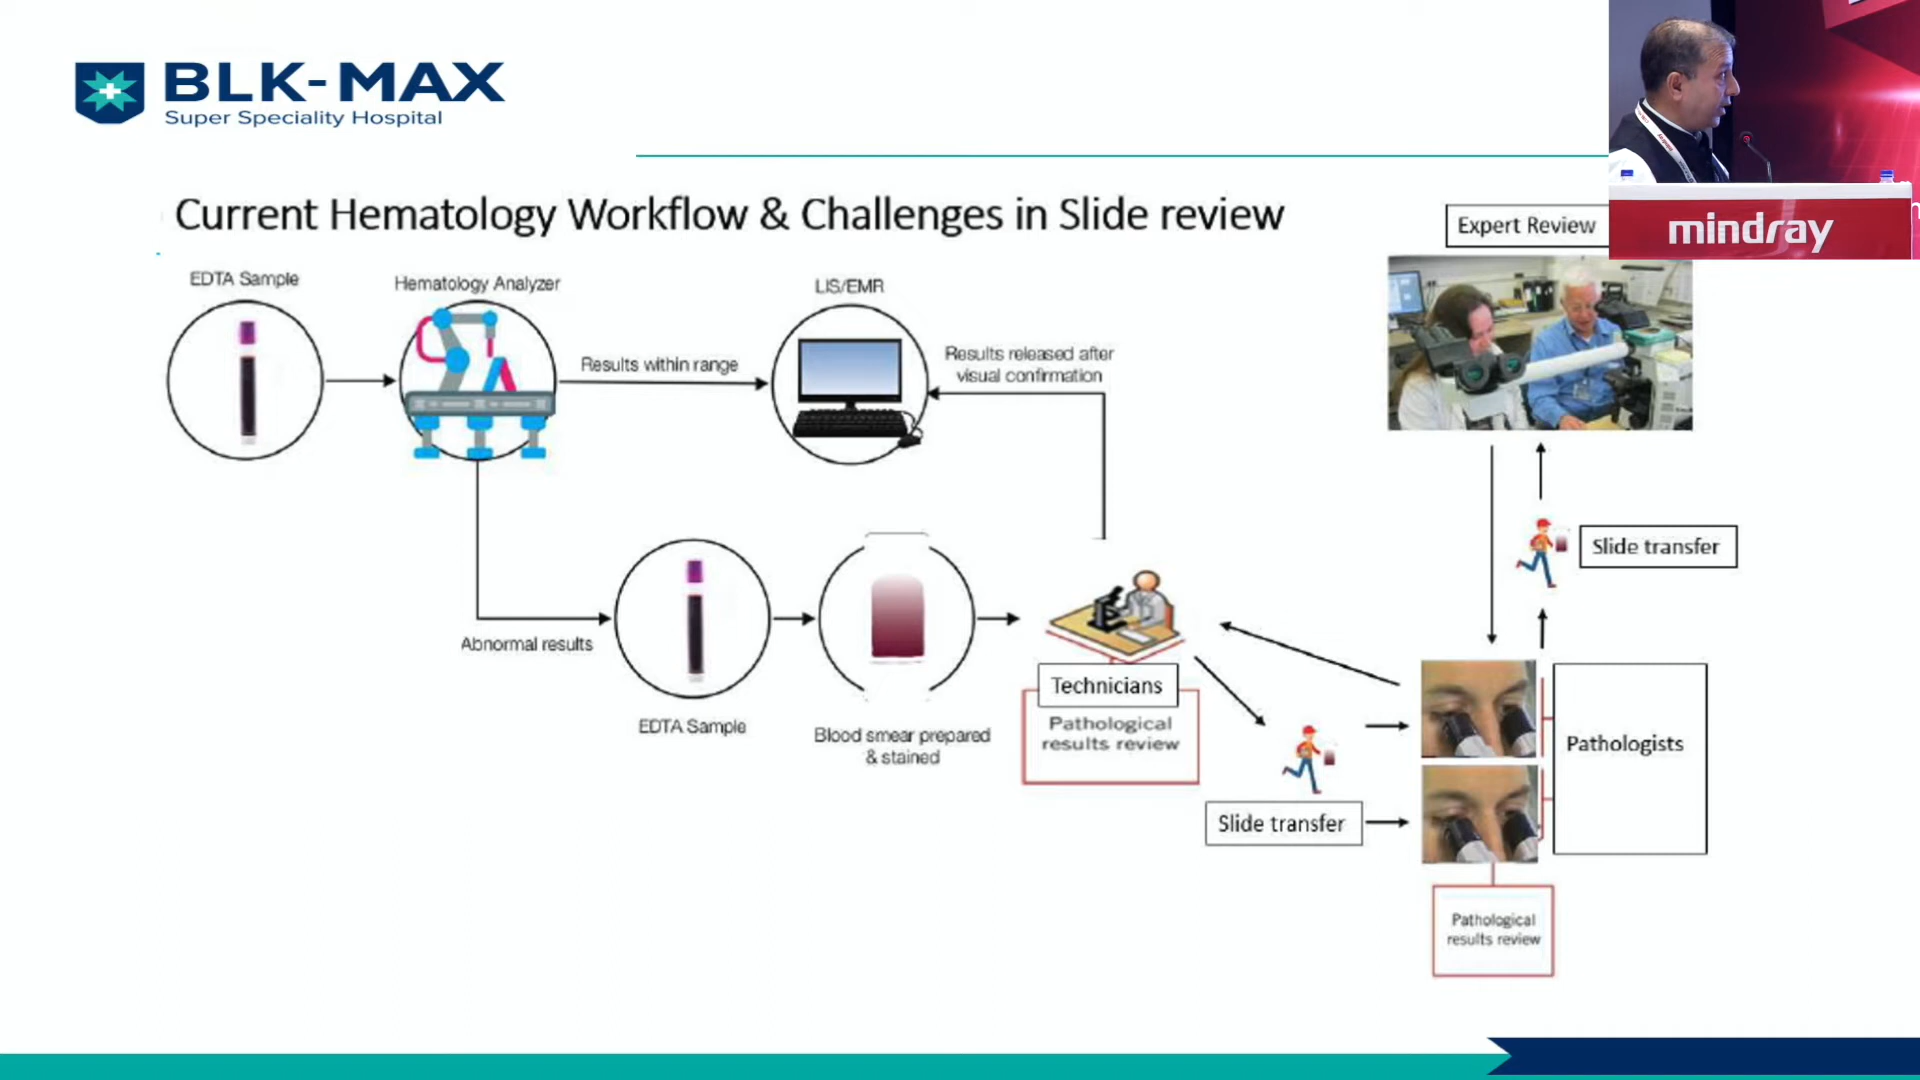 BLK-MAX
Super Speciality Hospital
mindray
Current Hematology Workflow & Challenges in Slide review
Expert Review
EDTA Sample
Hematology Analyzer
LIS/EMR
Results within range
Results released after
visual confirmation
Slide transfer
Abnormal results
EDTA Sample
Blood smear prepared
& stained
Technicians
Pathological
results review
Slide transfer
Pathologists
Pathological
results review